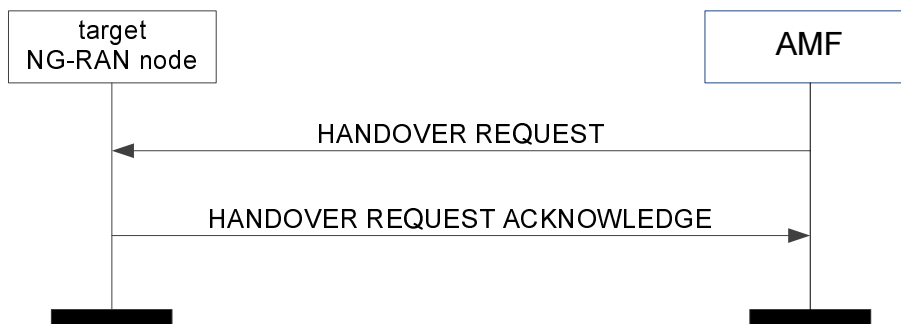 target
NG-RAN node
AMF
HANDOVER REQUEST
HANDOVER REQUEST ACKNOWLEDGE